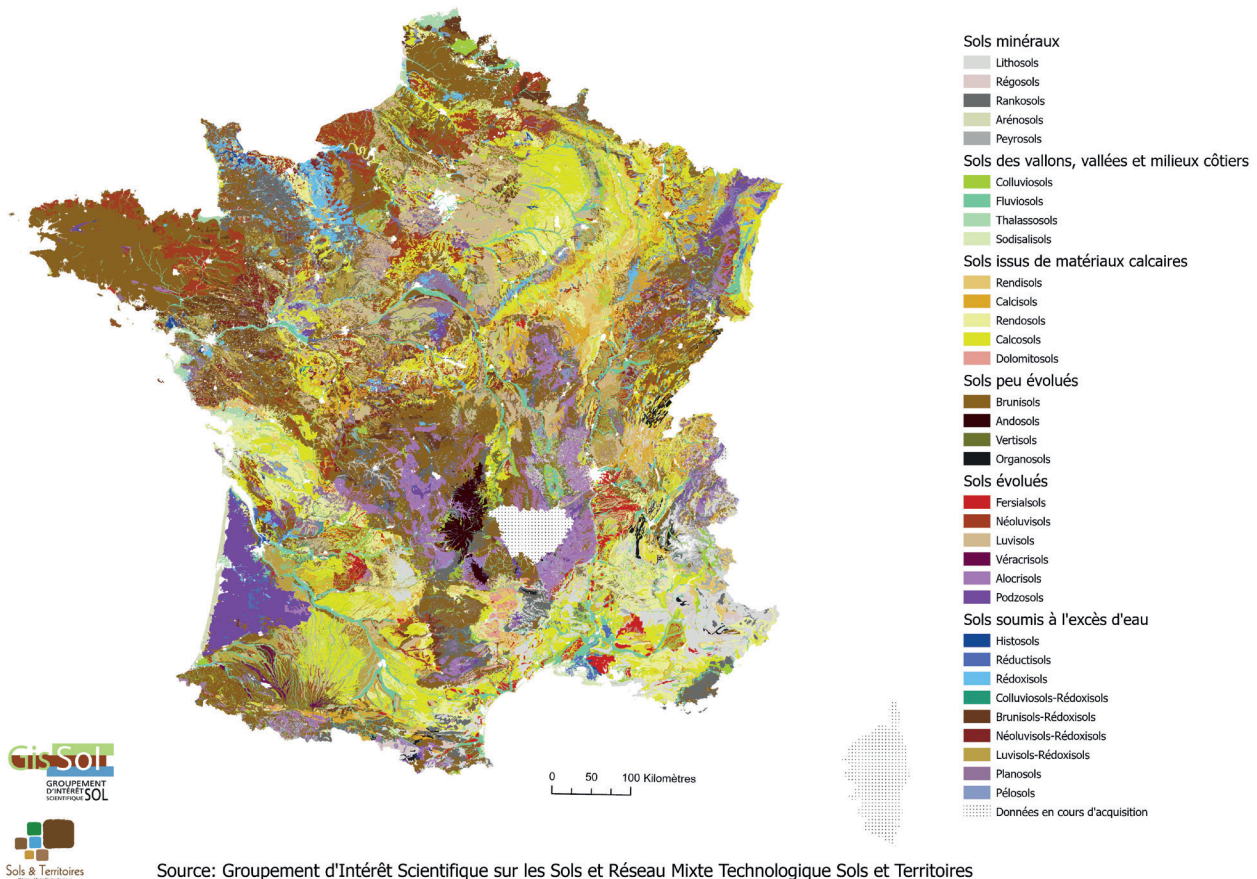 Sols minéraux
Lithosols
Régosols
Rankosols
Arénosols
Peyrosols
Sols des vallons, vallées et milieux côtiers
Colluviosols
Fluviosols
Thalassosols
Sodisalisols
Sols issus de matériaux calcaires
Rendisols
Calcisols
Rendosols
Calcosols
Dolomitosols
Sols peu évolués
Brunisols
Andosols
Vertisols
Organosols
Sols évolués
Fersialsols
Néoluvisols
Luvisols
Véracrisols
Alocrisols
Podzosols
Sols soumis à l'excès d'eau
Histosols
Réductisols
Rédoxisols
Colluviosols-Rédoxisols
Brunisols-Rédoxisols
Néoluvisols-Rédoxisols
Luvisols-Rédoxisols
Planosols
Pélosols
Données en cours d'acquisition
0 50 100 Kilomètres
Gis Sol
GROUPEMENT
D'INTÉRÊT
SCIENTIFIQUE SOL
Sols & Territoires
Source: Groupement d'Intérêt Scientifique sur les Sols et Réseau Mixte Technologique Sols et Territoires